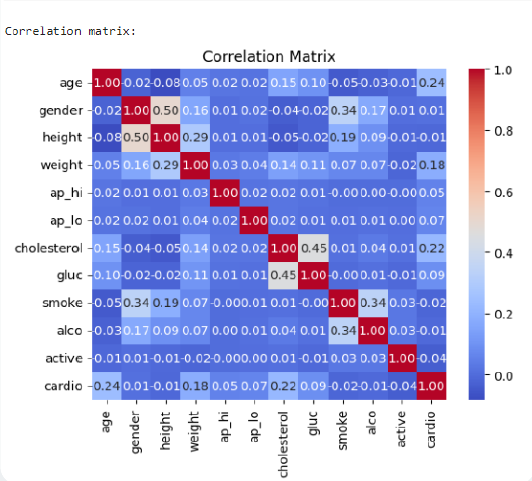 Correlation matrix:
Correlation Matrix
age 1.00 -0.02 -0.08 0.05 0.02 0.02 0.15 0.10 -0.05 -0.03 -0.01 0.24
gender -0.02 1.00 0.50 0.16 0.01 0.02 -0.04 -0.02 0.34 0.17 0.01 0.01
height -0.08 0.50 1.00 0.29 0.01 0.01 -0.05 -0.02 0.19 0.09 -0.01 -0.01
weight 0.05 0.16 0.29 1.00 0.03 0.04 0.14 0.11 0.07 0.07 -0.02 0.18
ap_hi 0.02 0.01 0.01 0.03 1.00 0.02 0.02 0.01 -0.00 0.00 -0.00 0.05
ap_lo 0.02 0.02 0.01 0.04 0.02 1.00 0.02 0.01 0.01 0.01 0.00 0.07
cholesterol 0.15 -0.04 -0.05 0.14 0.02 0.02 1.00 0.45 0.01 0.04 0.01 0.22
gluc 0.10 -0.02 -0.02 0.11 0.01 0.01 0.45 1.00 -0.00 0.01 -0.01 0.09
smoke -0.05 0.34 0.19 0.07 -0.00 0.01 0.01 -0.00 1.00 0.34 0.03 -0.02
alco -0.03 0.17 0.09 0.07 0.00 0.01 0.04 0.01 0.34 1.00 0.03 -0.01
active -0.01 0.01 -0.01 -0.02 -0.00 0.00 0.01 -0.01 0.03 0.03 1.00 -0.04
cardio 0.24 0.01 -0.01 0.18 0.05 0.07 0.22 0.09 -0.02 -0.01 -0.04 1.00
age gender height weight ap_hi ap_lo cholesterol gluc smoke alco active cardio
1.0
0.8
0.6
0.4
0.2
0.0